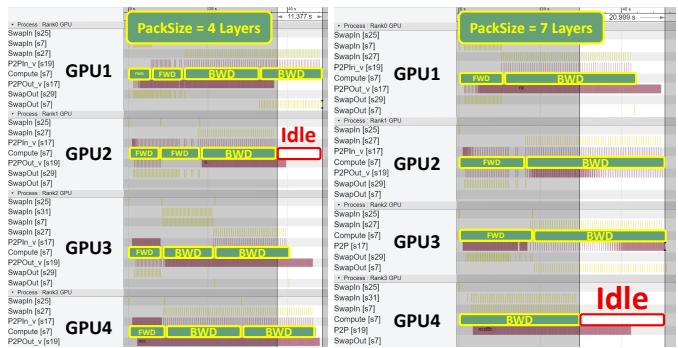 PackSize = 4 Layers
11.377 s
Process : Rank0 GPU
SwapIn [s25]
SwapIn [s7]
SwapIn [s27]
P2PIn_v [s19]
Compute [s7]
P2POut_v [s17]
SwapOut [s29]
SwapOut [s7]
GPU1
FWD
BWD
BWD
Process : Rank1 GPU
SwapIn [s25]
SwapIn [s27]
P2PIn_v [s17]
Compute [s7]
P2POut_v [s19]
SwapOut [s29]
SwapOut [s7]
GPU2
FWD
FWD
BWD
Idle
Process : Rank2 GPU
SwapIn [s25]
SwapIn [s31]
SwapIn [s7]
SwapIn [s27]
P2PIn_v [s17]
Compute [s7]
P2POut_v [s19]
SwapOut [s29]
SwapOut [s7]
GPU3
FWD
BWD
BWD
Process : Rank3 GPU
SwapIn [s25]
SwapIn [s27]
P2PIn_v [s17]
Compute [s7]
P2POut_v [s19]
GPU4
FWD
BWD
BWD
PackSize = 7 Layers
20.999 s
Process : Rank0 GPU
SwapIn [s25]
SwapIn [s7]
SwapIn [s27]
P2PIn_v [s19]
Compute [s7]
P2POut_v [s17]
SwapOut [s29]
SwapOut [s7]
GPU1
FWD
BWD
Process : Rank1 GPU
SwapIn [s25]
SwapIn [s27]
P2PIn_v [s17]
Compute [s7]
P2POut_v [s19]
SwapOut [s29]
SwapOut [s7]
GPU2
FWD
BWD
Process : Rank2 GPU
SwapIn [s25]
SwapIn [s27]
Compute [s7]
P2P [s17]
SwapOut [s29]
SwapOut [s7]
GPU3
FWD
BWD
Process : Rank3 GPU
SwapIn [s25]
SwapIn [s31]
SwapIn [s7]
Compute [s7]
P2P [s19]
SwapOut [s7]
GPU4
BWD
Idle